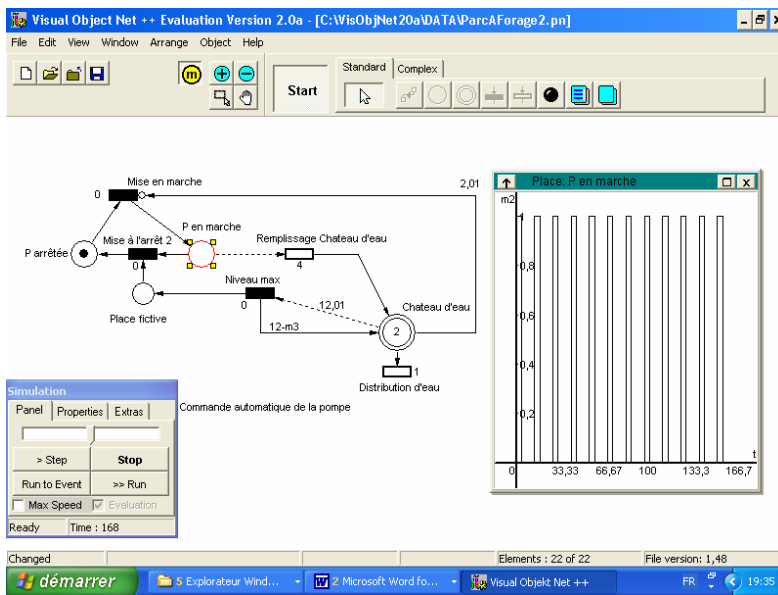 Visual Object Net ++ Evaluation Version 2.0a - [C:\VisObjNet20a\DATA\ParcAForage2.pn]
File Edit View Window Arrange Object Help
m
Start
Standard Complex
Mise en marche
0
2,01
P en marche
P arrêtée
Mise à l'arrêt 2
0
Remplissage Chateau d'eau
4
Niveau max
0
12,01
Chateau d'eau
Place fictive
12-m3
2
1
Distribution d'eau
Commande automatique de la pompe
Place: P en marche
m2
1
0,8
0,6
0,4
0,2
t
0 33,33 66,67 100 133,3 166,7
Simulation
Panel Properties Extras
> Step Stop
Run to Event >> Run
Max Speed Evaluation
Ready Time : 168
Changed Elements : 22 of 22 File version: 1,48
démarrer 5 Explorateur Wind... 2 Microsoft Word fo... Visual Objekt Net ++ FR 19:35